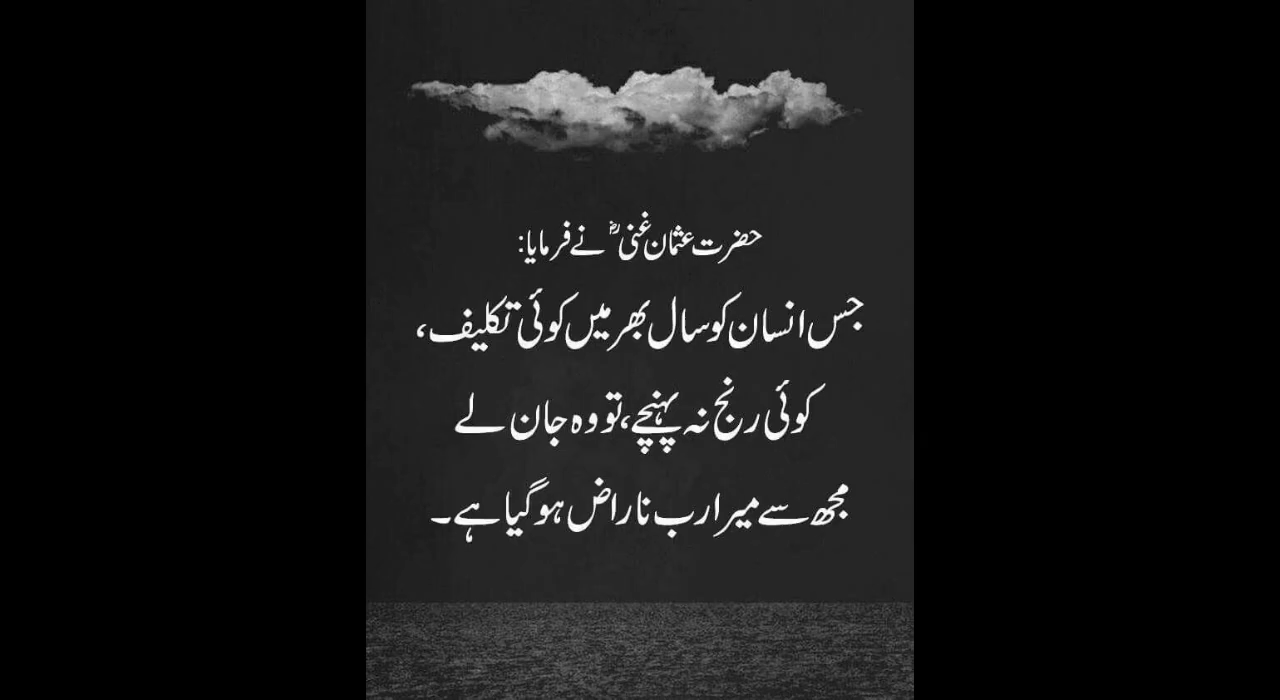 حضرت عثمان غنیؓ نے فرمایا:
جس انسان کو سال بھر میں کوئی تکلیف،
کوئی رنج نہ پہنچے، تو وہ جان لے
مجھ سے میرا رب ناراض ہو گیا ہے۔